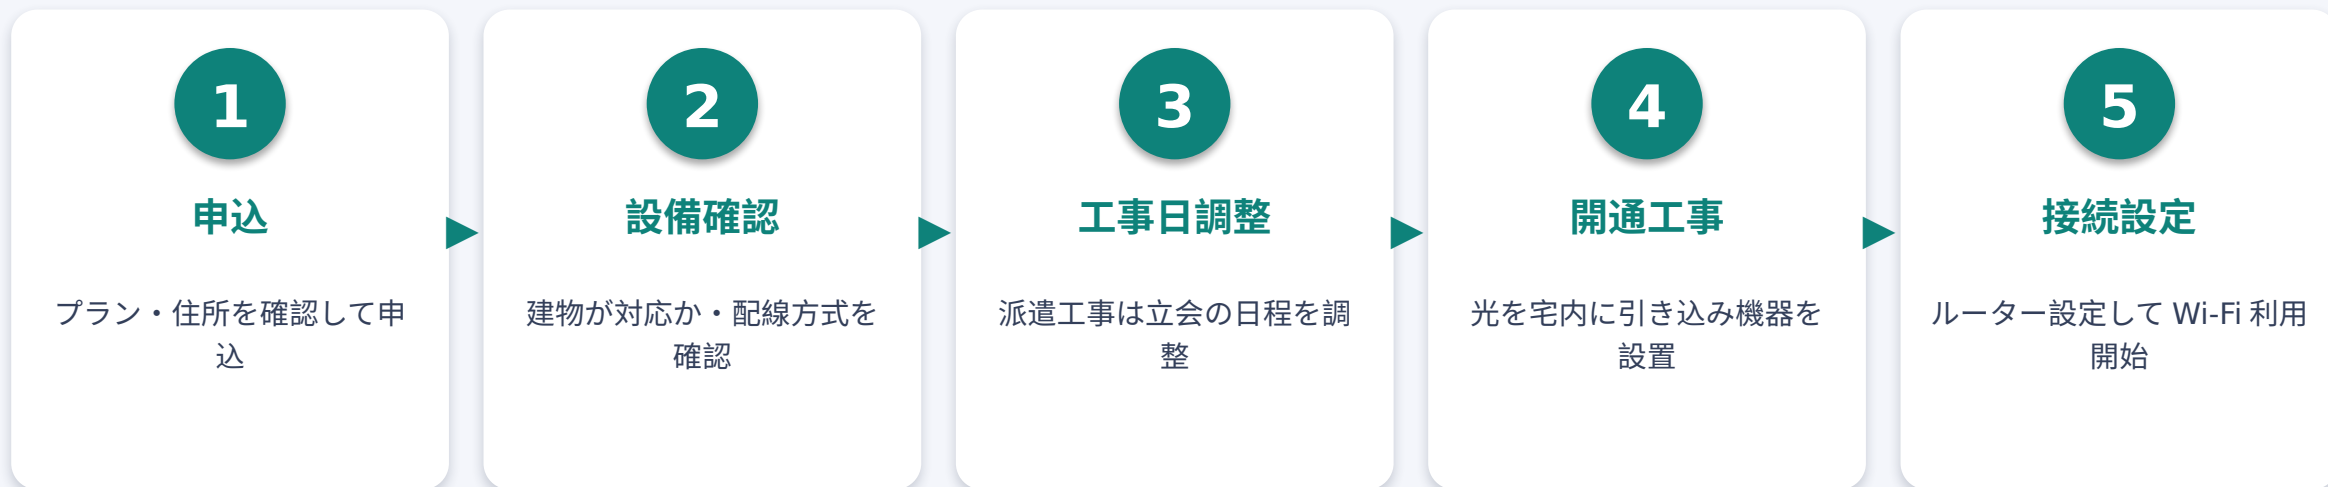 1
申込
プラン・住所を確認して申
込
2
設備確認
建物が対応か・配線方式を
確認
3
工事日調整
派遣工事は立会の日程を調
整
4
開通工事
光を宅内に引き込み機器を
設置
5
接続設定
ルーター設定して Wi-Fi 利用
開始